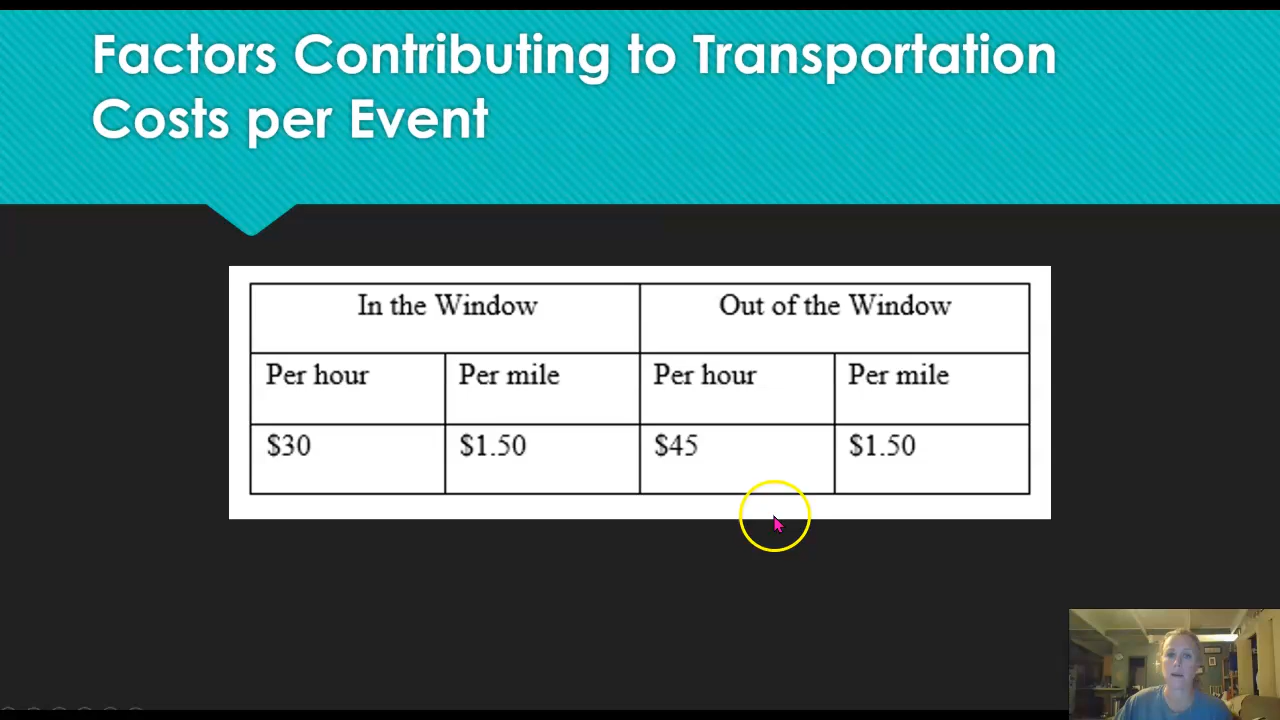 Factors Contributing to Transportation
Costs per Event
In the Window Out of the Window
Per hour Per mile Per hour Per mile
$30 $1.50 $45 $1.50